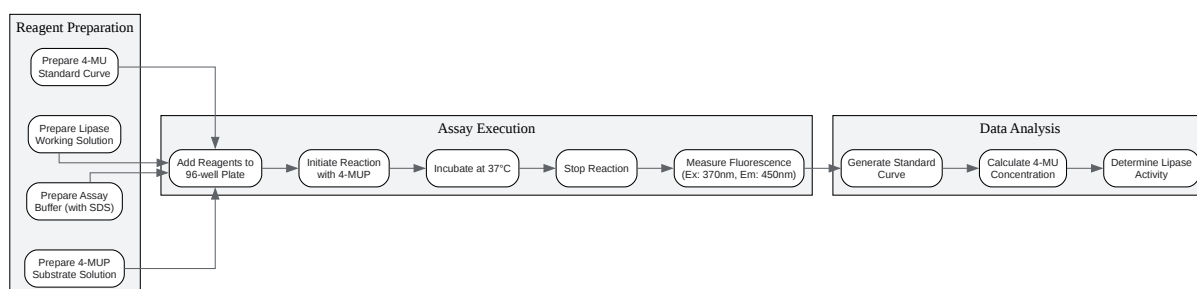 Reagent Preparation
Prepare 4-MU
Standard Curve
Prepare Lipase
Working Solution
Prepare Assay
Buffer (with SDS)
Prepare 4-MUP
Substrate Solution
Assay Execution
Add Reagents to
96-well Plate
Initiate Reaction
with 4-MUP
Incubate at 37°C
Stop Reaction
Measure Fluorescence
(Ex: 370nm, Em: 450nm)
Data Analysis
Generate Standard
Curve
Calculate 4-MU
Concentration
Determine Lipase
Activity